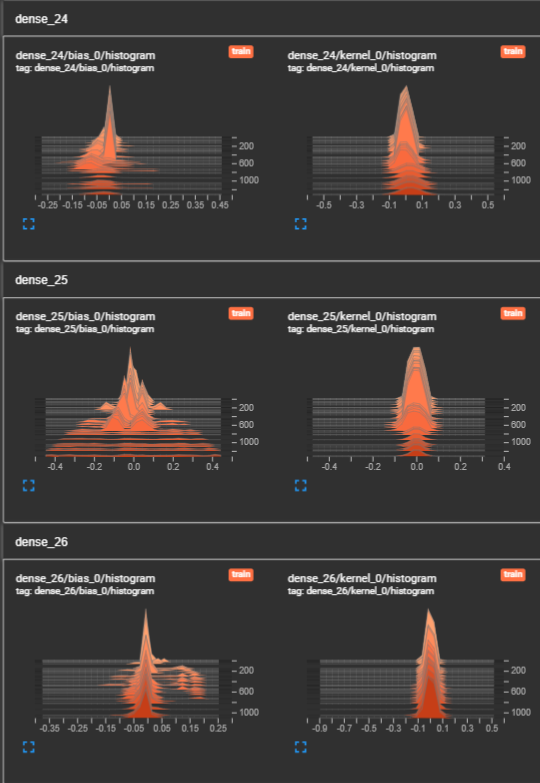 dense_24
dense_24/bias_0/histogram train
tag: dense_24/bias_0/histogram
200
600
1000
-0.25 -0.15 -0.05 0.05 0.15 0.25 0.35 0.45
dense_24/kernel_0/histogram train
tag: dense_24/kernel_0/histogram
200
600
1000
-0.5 -0.3 -0.1 0.1 0.3 0.5
dense_25
dense_25/bias_0/histogram train
tag: dense_25/bias_0/histogram
200
600
1000
-0.4 -0.2 0.0 0.2 0.4
dense_25/kernel_0/histogram train
tag: dense_25/kernel_0/histogram
200
600
1000
-0.4 -0.2 0.0 0.2 0.4
dense_26
dense_26/bias_0/histogram train
tag: dense_26/bias_0/histogram
200
600
1000
-0.35 -0.25 -0.15 -0.05 0.05 0.15 0.25
dense_26/kernel_0/histogram train
tag: dense_26/kernel_0/histogram
200
600
1000
-0.9 -0.7 -0.5 -0.3 -0.1 0.1 0.3 0.5